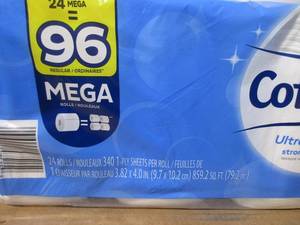 24 MEGA
=
96
REGULAR / ORDINAIRES*
MEGA
ROLLS / ROULEAUX
=
Cot
Ultra
stron
24 ROLLS / ROULEAUX 340 1-PLY SHEETS PER ROLL / FEUILLES DE
1 ÉPAISSEUR PAR ROULEAU 3.82 x 4.0 IN. (9.7 x 10.2 cm) / 859.2 SQ. FT (79.2 m²)